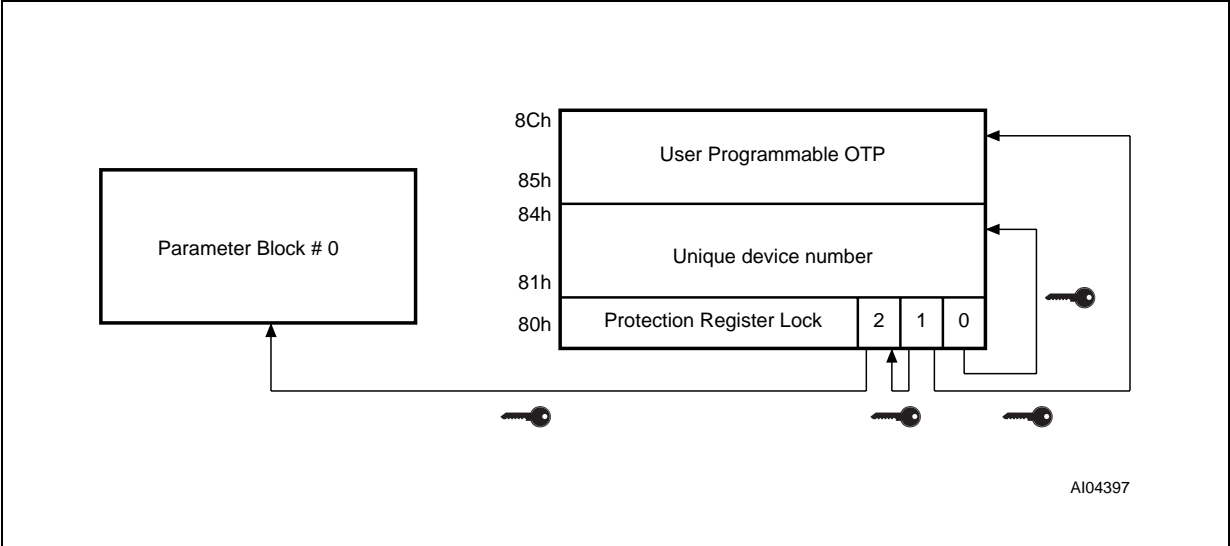 8Ch
User Programmable OTP
85h
84h
Parameter Block # 0
Unique device number
81h
80h
Protection Register Lock
2
1
0
AI04397